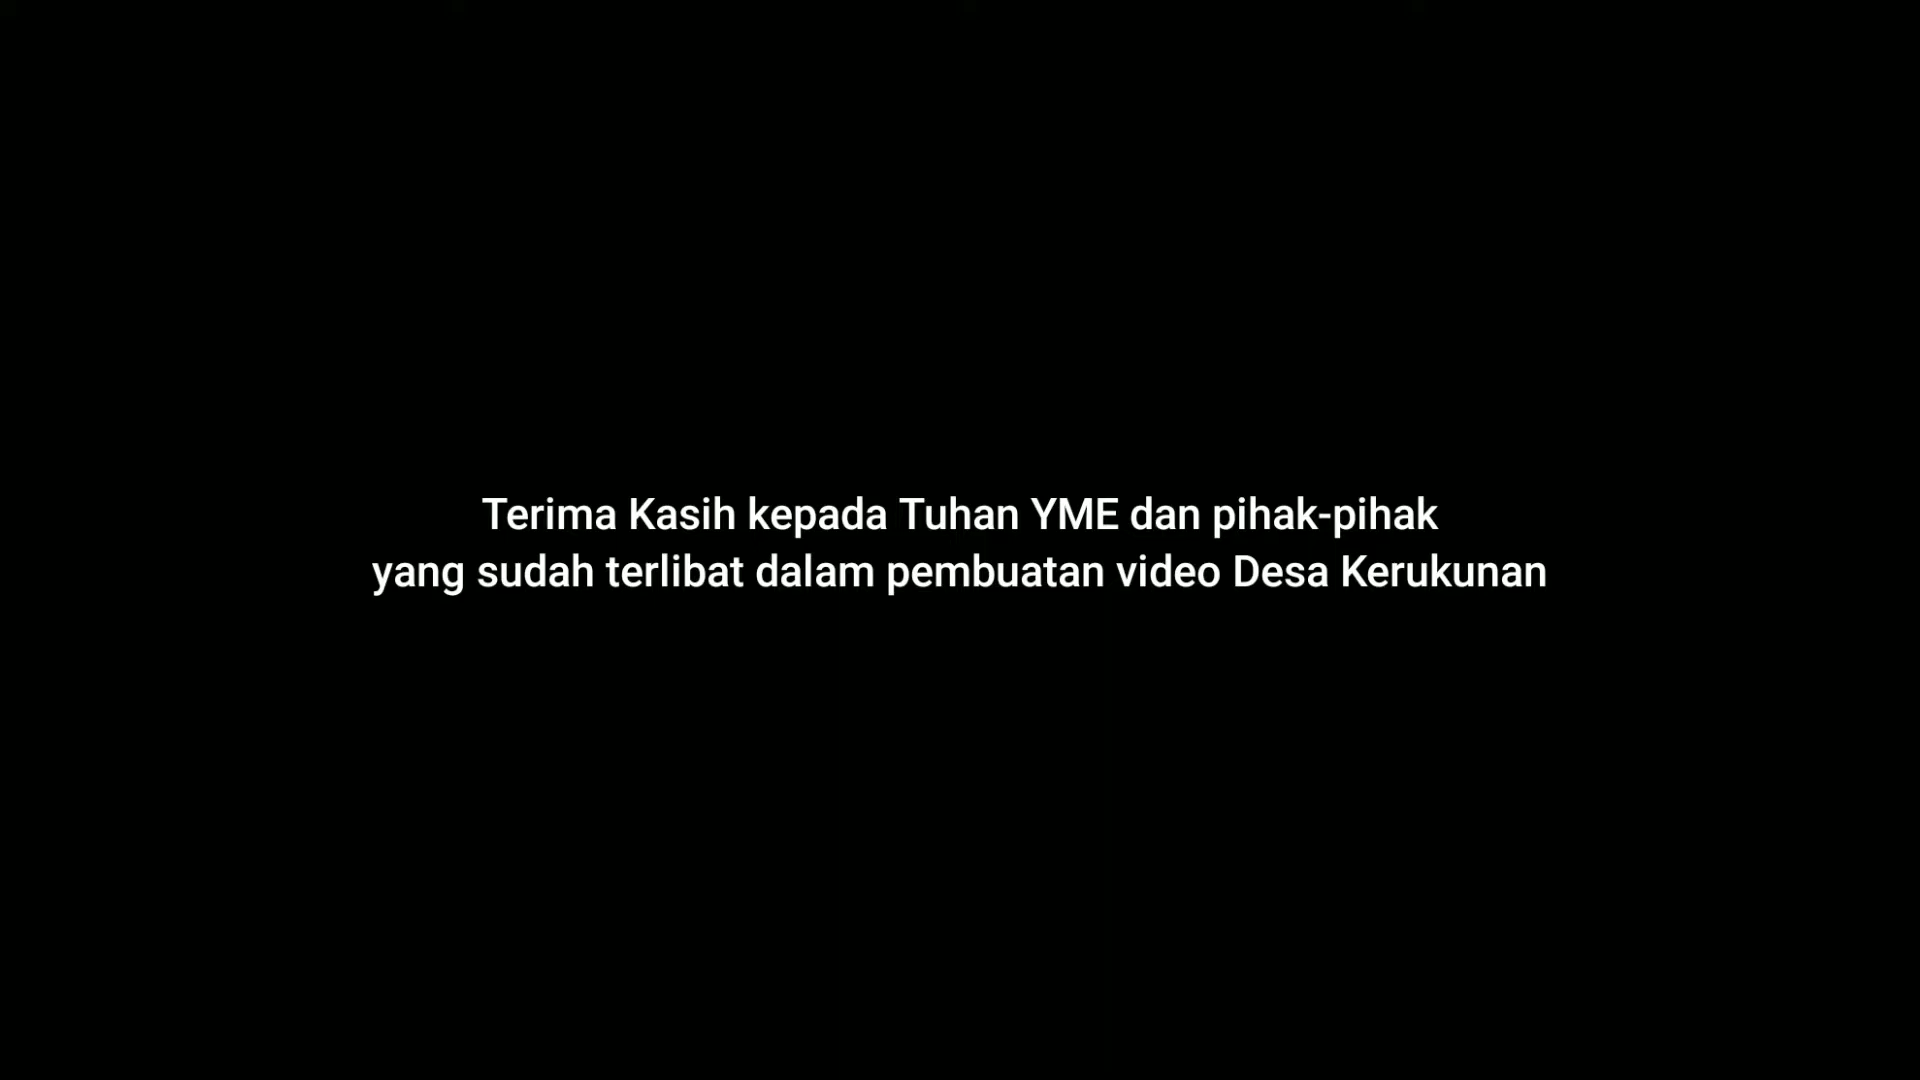 Terima Kasih kepada Tuhan YME dan pihak-pihak
yang sudah terlibat dalam pembuatan video Desa Kerukunan